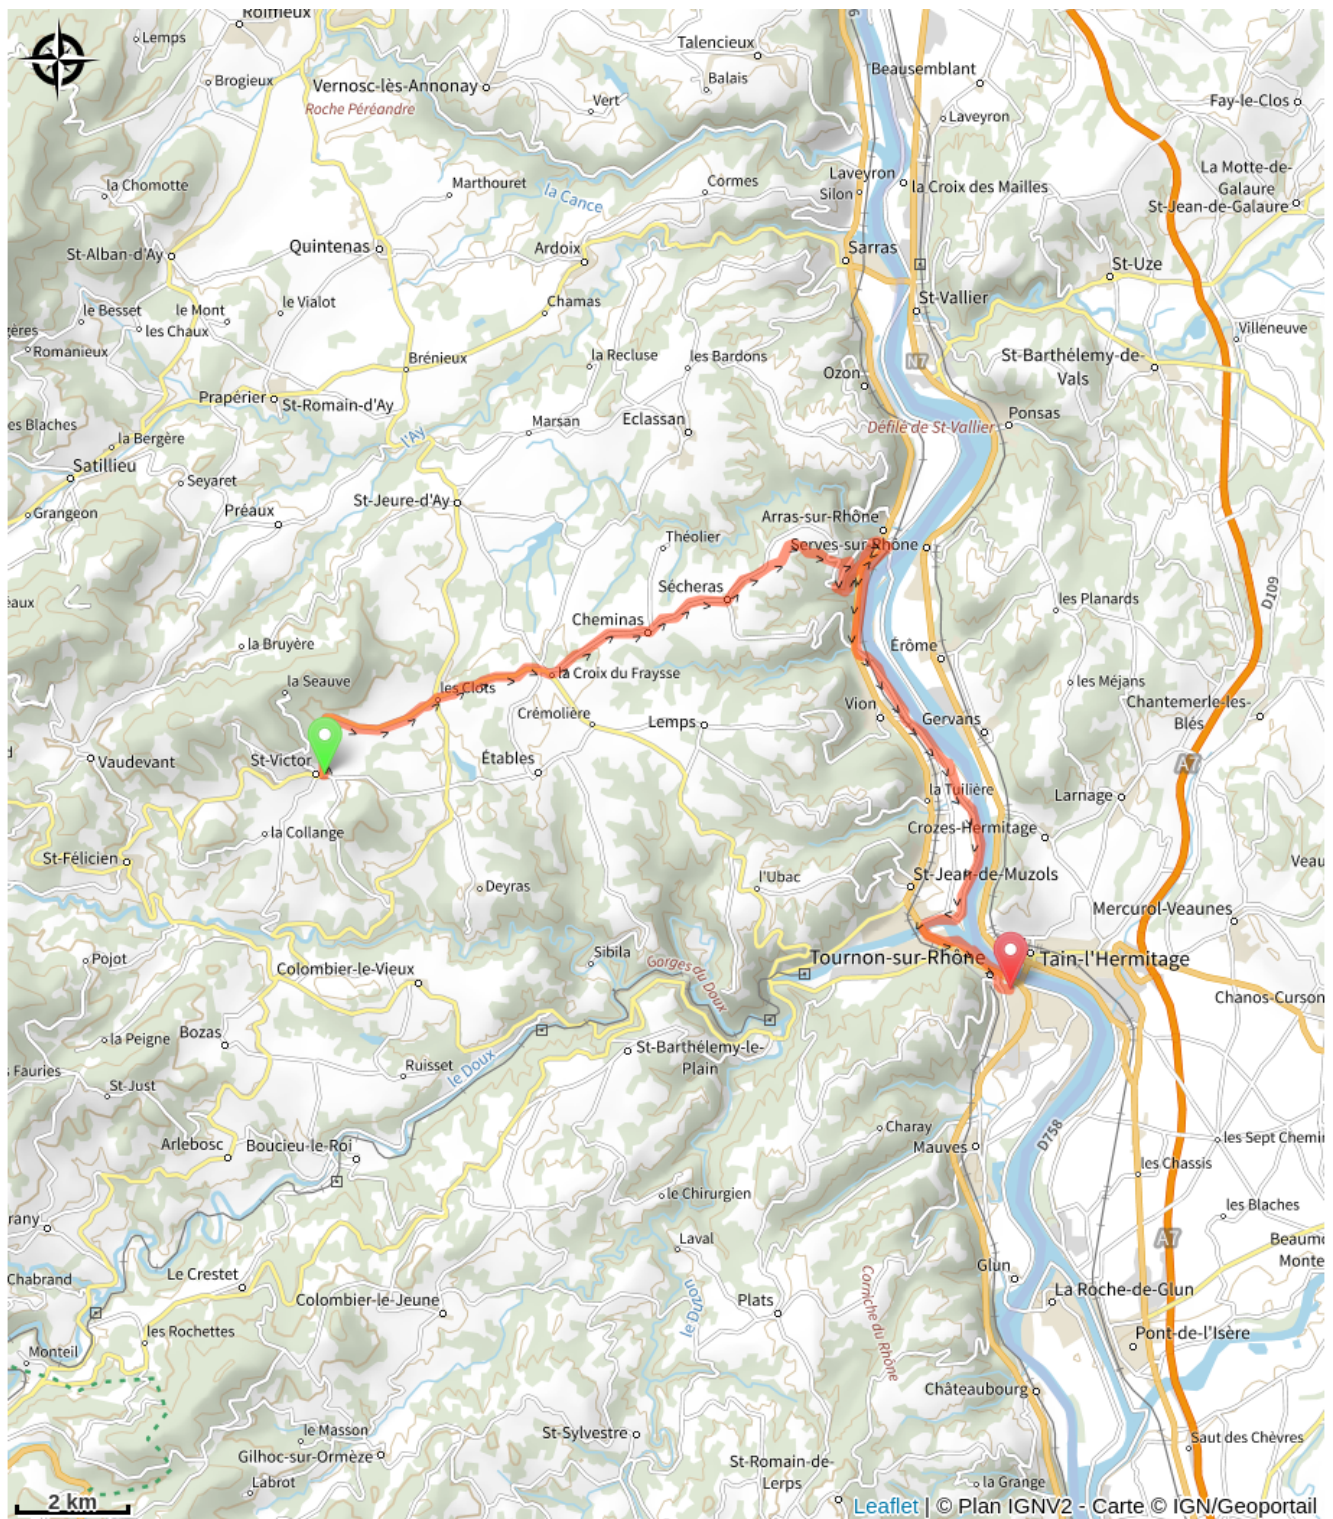 Roiffieux
Lemps
Talencieux
Beausemblant
Brogieux
Vernosc-lès-Annonay
Balais
Vert
Fay-le-Clos
Roche Péréandre
Laveyron
la Chomotte
Marthouret
la Cance
Cormes
Laveyron
Silon
la Croix des Mailles
La Motte-de-
Galaure
St-Jean-de-Galaure
St-Alban-d'Ay
Quintenas
Ardoix
Sarras
St-Uze
le Besset
le Mont
le Vialot
Chamas
St-Vallier
gères
les Chaux
Villeneuve
Romanieux
Brénieux
la Recluse
les Bardons
N7
St-Barthélemy-de-
Vals
Ozon
Prapérier
St-Romain-d'Ay
es Blaches
la Bergère
l'Ay
Marsan
Eclassan
Défilé de St-Vallier
Ponsas
Satillieu
Seyaret
Grangeon
Préaux
St-Jeure-d'Ay
Arras-sur-Rhône
Théolier
Serves-sur-Rhône
eaux
Sécheras
les Planards
D109
Cheminas
la Bruyère
Érôme
la Seauve
les Clots
la Croix du Fraysse
les Méjans
Crémolière
Lemps
Vion
Gervans
Chantemerle-les-
Blés
d
Vaudevant
St-Victor
Étables
A7
la Tuilière
Larnage
la Collange
Crozes-Hermitage
St-Félicien
Deyras
l'Ubac
St-Jean-de-Muzols
Veau
Mercurol-Veaunes
Pojot
Colombier-le-Vieux
Sibila
Gorges du Doux
Tournon-sur-Rhône
Tain-l'Hermitage
Chanos-Curson
la Peigne
Bozas
St-Barthélemy-le-
Plain
s Fauries
Ruisset
le Doux
St-Just
Arlebosc
Boucieu-le-Roi
Charay
Mauves
D758
les Sept Chemin
les Chassis
rany
le Chirurgien
les Blaches
Laval
Beaumo
Monte
Chabrand
Le Crestet
Colombier-le-Jeune
le Duzon
Plats
Corniche du Rhône
Glun
La Roche-de-Glun
A7
les Rochettes
Pont-de-l'Isère
Monteil
Châteaubourg
le Masson
St-Sylvestre
Gilhoc-sur-Ormèze
Labrot
St-Romain-de-
Lerps
la Grange
Saut des Chèvres
2 km
Leaflet | © Plan IGNV2 - Carte © IGN/Geoportail